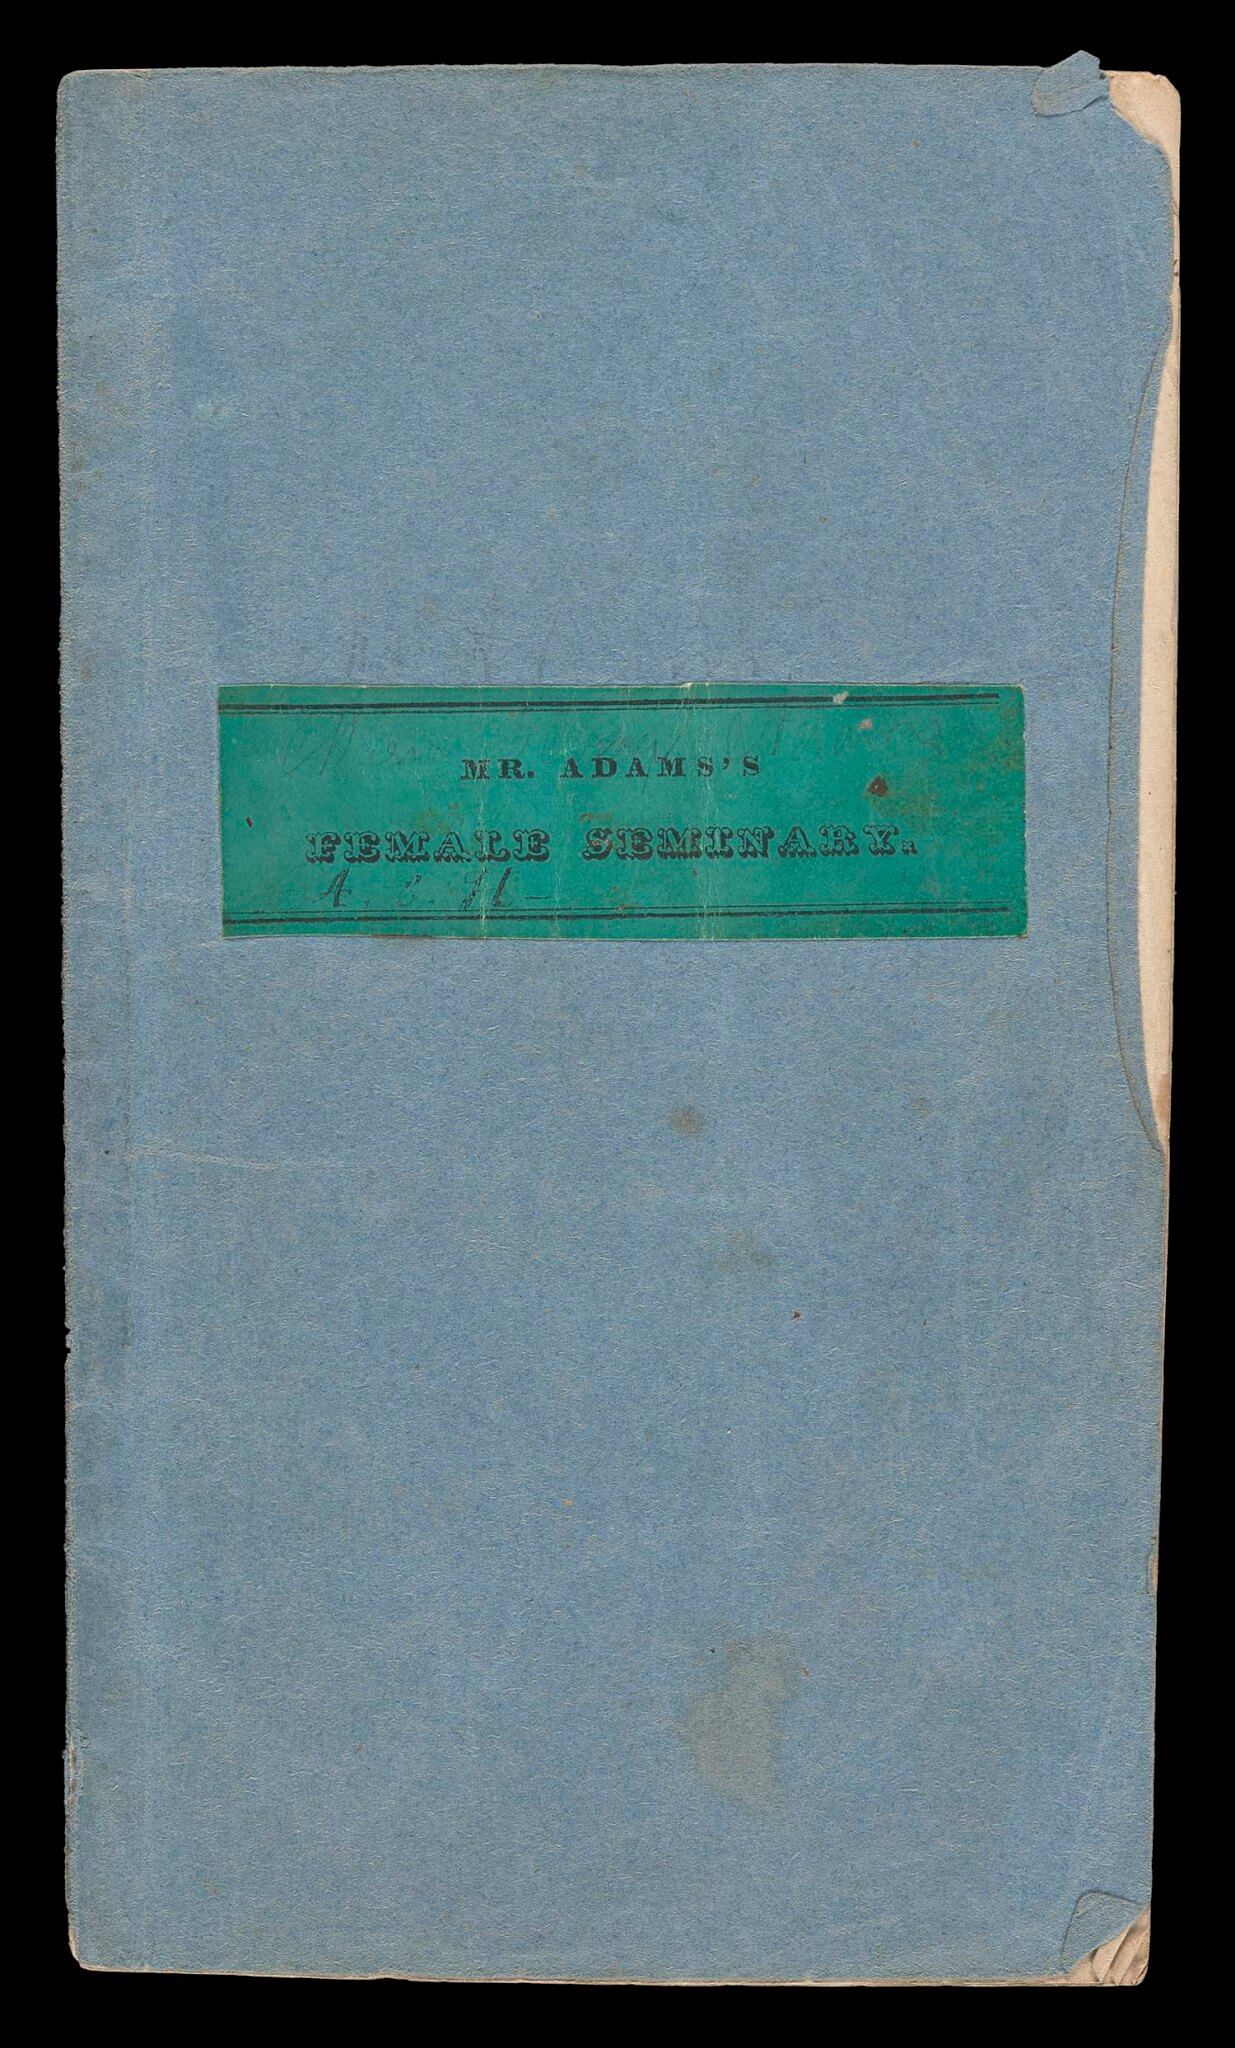 MR. ADAMS'S
FEMALE SEMINARY.
A. E. H—